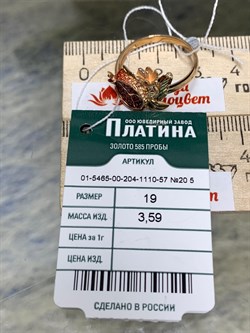 оцвет
ООО ЮВЕЛИРНЫЙ ЗАВОД
ПЛАТИНА
ЗОЛОТО 585 ПРОБЫ
АРТИКУЛ
01-5465-00-204-1110-57 №20 5
РАЗМЕР 19
МАССА ИЗД. 3,59
ЦЕНА за 1г
ЦЕНА ИЗД.
СДЕЛАНО В РОССИИ